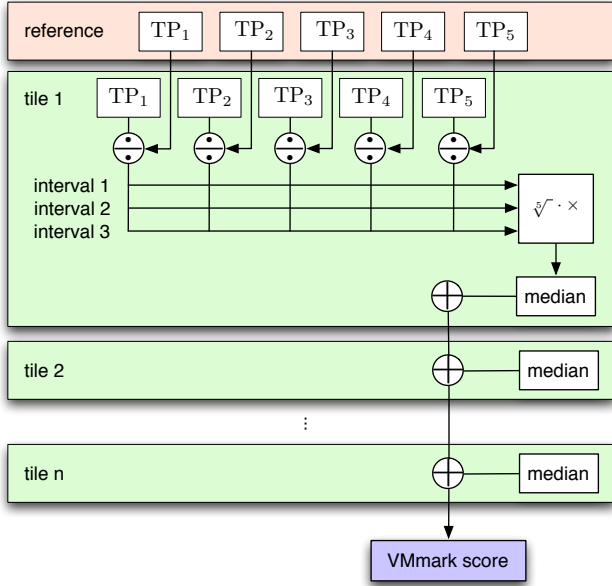 reference TP₁ TP₂ TP₃ TP₄ TP₅
tile 1 TP₁ TP₂ TP₃ TP₄ TP₅
interval 1
interval 2
interval 3
⁵√ · ×
median
tile 2 median
⋮
tile n median
VMmark score